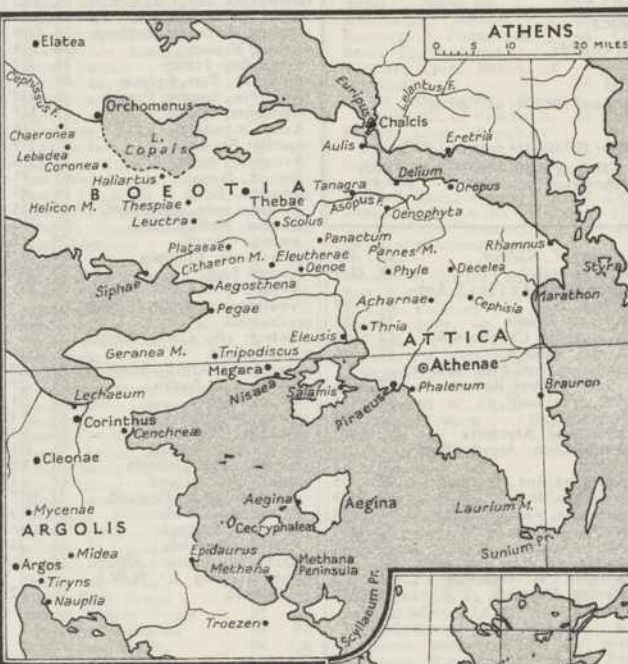 ATHENS
0 5 10 20 MILES
Elatea
Cephissus F.
Orchomenus
Euripus
Lelantus F.
Chalcis
Chaeronea
L. Copais
Lebadea
Aulis
Eretria
Coronea
Haliartus
Delium
BOEOTIA
Tanagra
Oropus
Helicon M.
Thespiae
Thebae
Asopus F.
Oenophyta
Leuctra
Scolus
Plataeae
Panactum
Parnes M.
Rhamnus
Cithaeron M.
Eleutherae
Oenoe
Phyle
Decelea
Styra
Siphae
Aegosthena
Acharnae
Cephisia
Marathon
Pegae
Thria
Eleusis
ATTICA
Geranea M.
Tripodiscus
Athenae
Megara
Nisaea
Salamis
Piraeus
Phalerum
Brauron
Lechaeum
Corinthus
Cenchreæ
Cleonae
Mycenae
Aegina
Aegina
Laurium M.
ARGOLIS
Cecryphalea
Sunium Pr.
Midea
Epidaurus
Methana Peninsula
Argos
Methana
Tiryns
Nauplia
Scyllaeum Pr.
Troezen